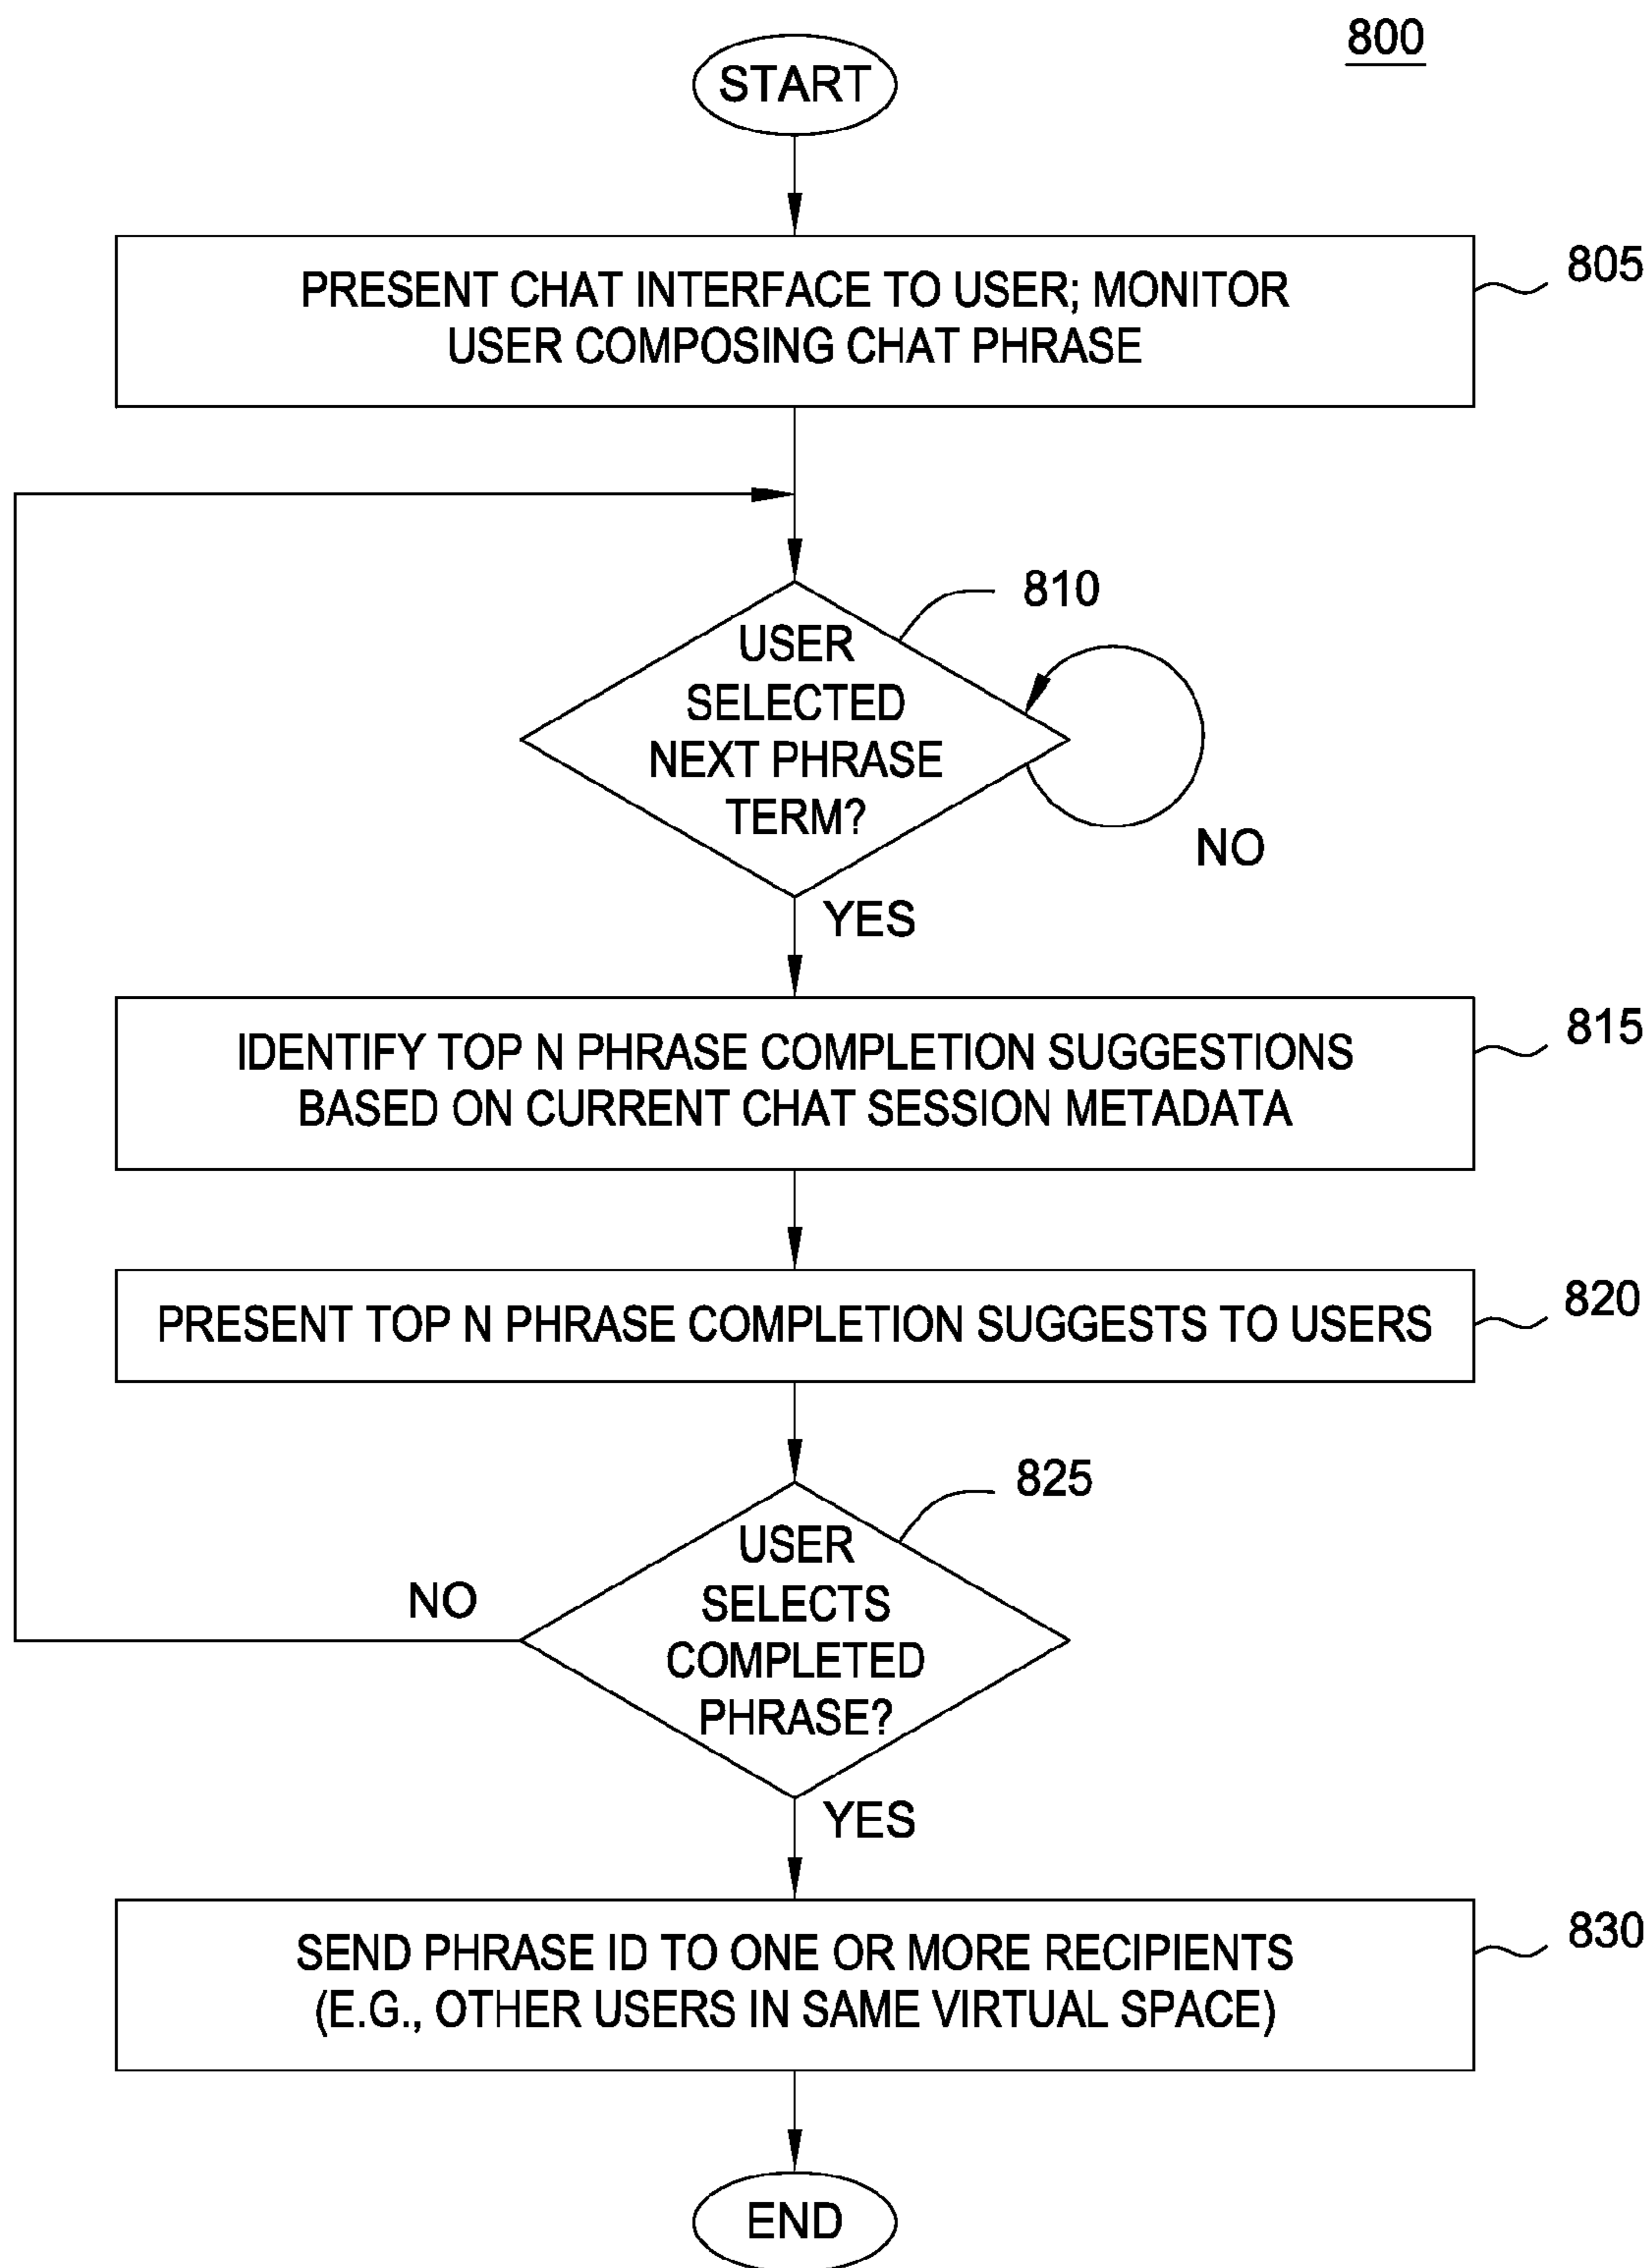 800
START
PRESENT CHAT INTERFACE TO USER; MONITOR
USER COMPOSING CHAT PHRASE
805
810
USER
SELECTED
NEXT PHRASE
TERM?
NO
YES
IDENTIFY TOP N PHRASE COMPLETION SUGGESTIONS
BASED ON CURRENT CHAT SESSION METADATA
815
PRESENT TOP N PHRASE COMPLETION SUGGESTS TO USERS
820
825
USER
SELECTS
COMPLETED
PHRASE?
NO
YES
SEND PHRASE ID TO ONE OR MORE RECIPIENTS
(E.G., OTHER USERS IN SAME VIRTUAL SPACE)
830
END